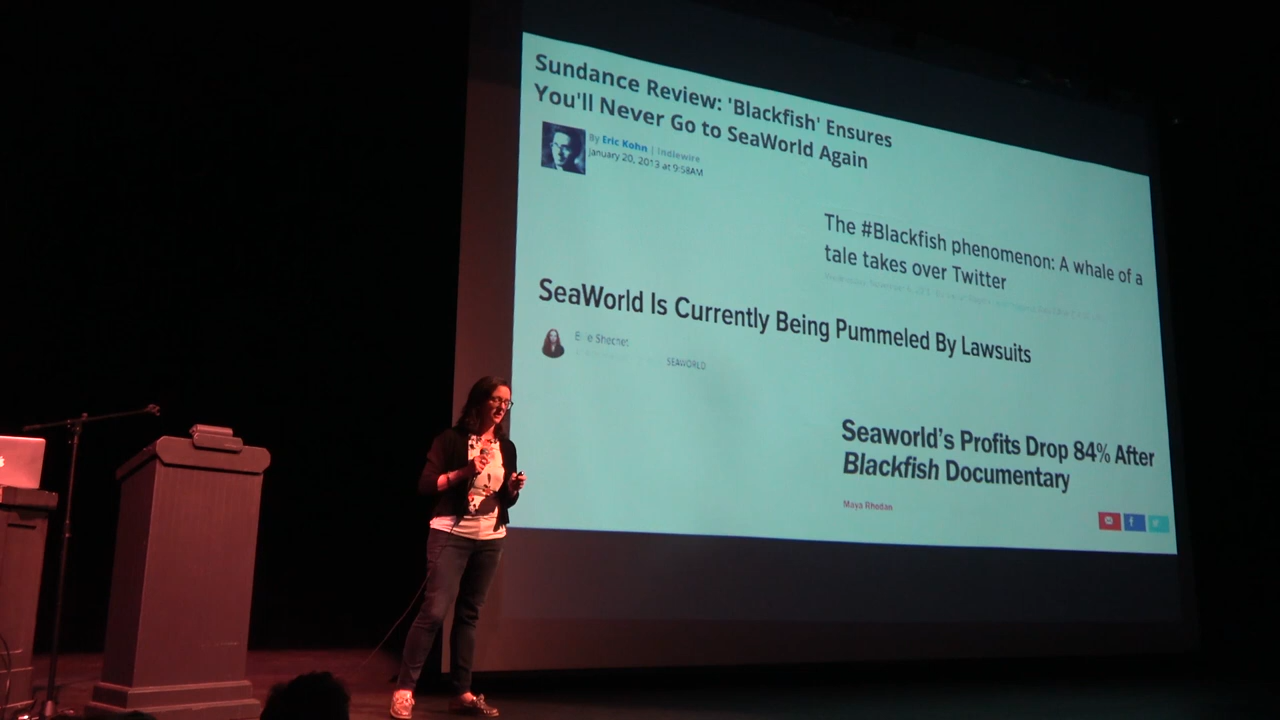 Sundance Review: 'Blackfish' Ensures
You'll Never Go to SeaWorld Again
By Eric Kohn | Indiewire
January 20, 2013 at 9:58AM
The #Blackfish phenomenon: A whale of a
tale takes over Twitter
SeaWorld Is Currently Being Pummeled By Lawsuits
SEAWORLD
Seaworld's Profits Drop 84% After
Blackfish Documentary
Maya Rhodan